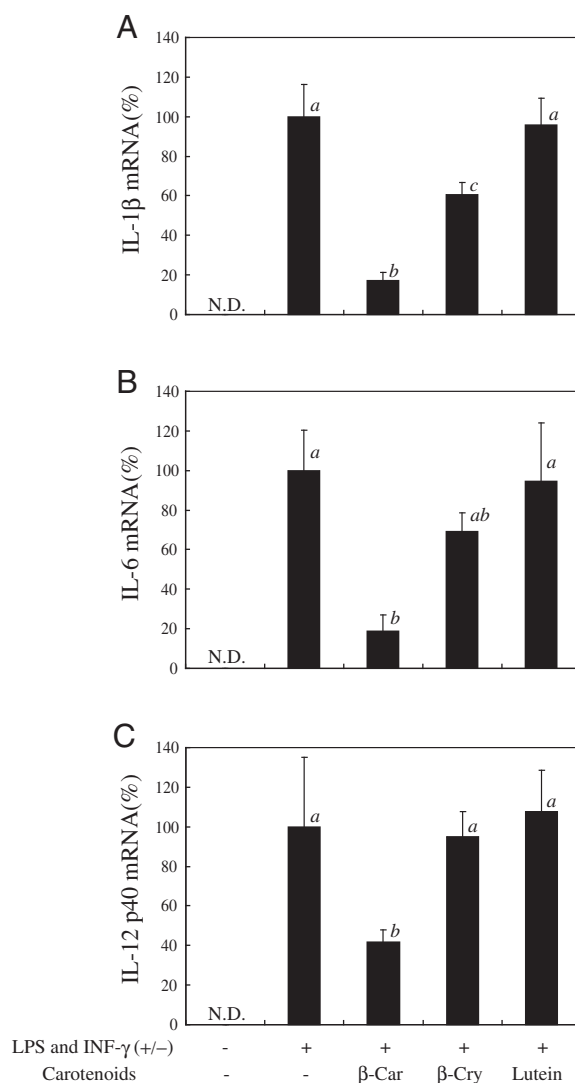 A
IL-1β mRNA(%)
140
120
100
80
60
40
20
0
N.D.
a
b
c
a
B
IL-6 mRNA(%)
140
120
100
80
60
40
20
0
N.D.
a
b
ab
a
C
IL-12 p40 mRNA(%)
140
120
100
80
60
40
20
0
N.D.
a
b
a
a
LPS and INF-γ (+/–) - + + + +
Carotenoids - - β-Car β-Cry Lutein